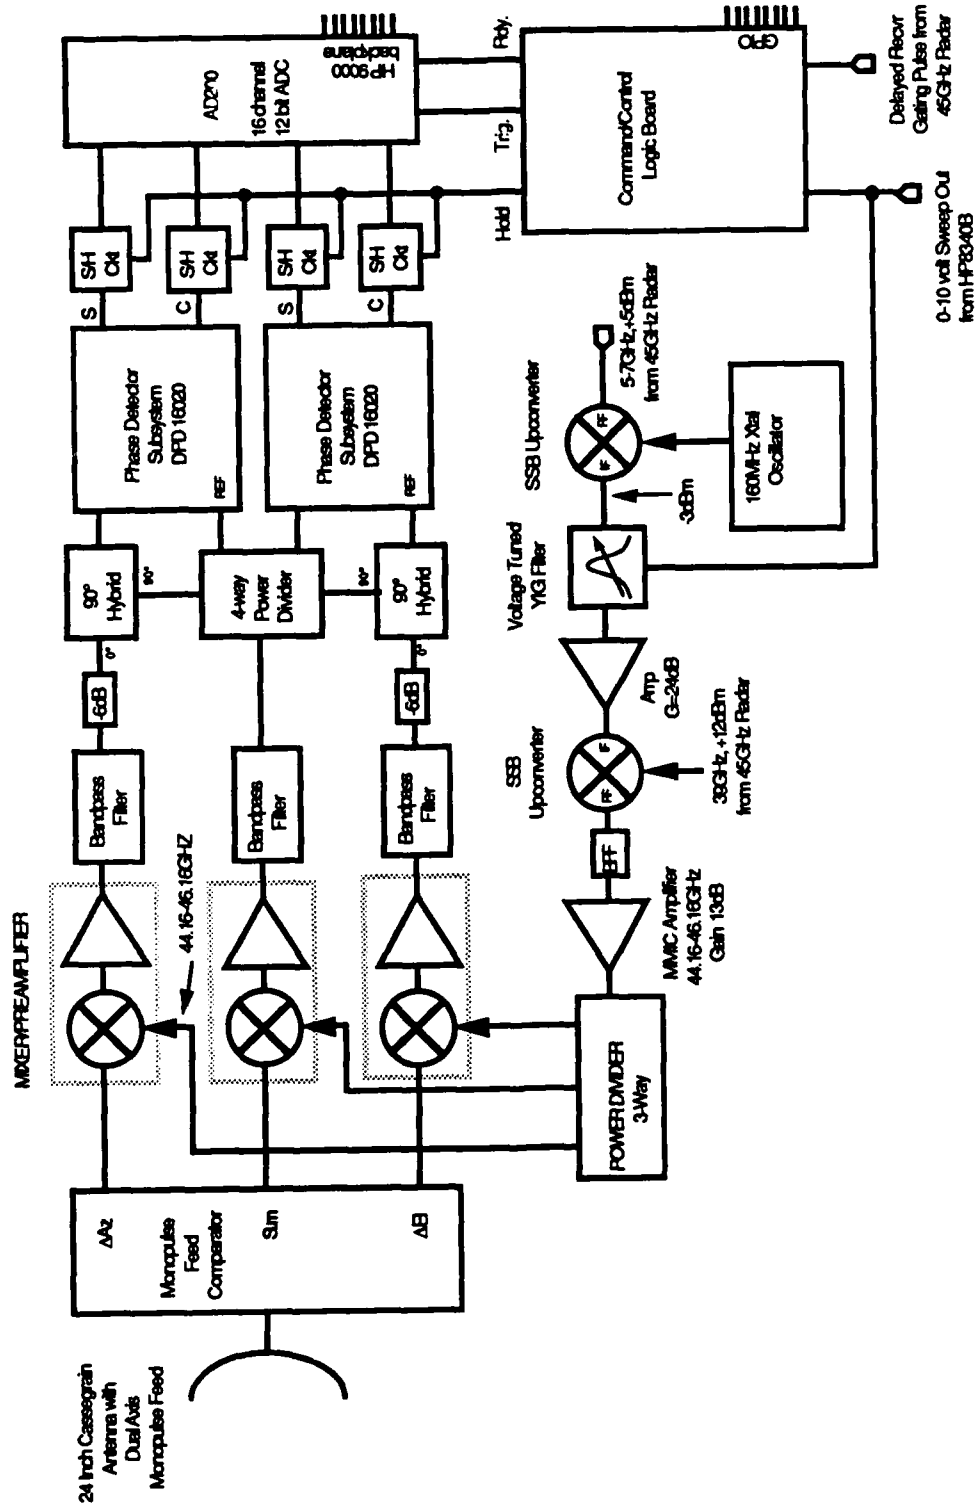 24 Inch Cassegrain
Antenna with
Dual Axis
Monopulse Feed
Monopulse
Feed
Comparator
ΔAz
Sum
ΔEl
MIXER/PREAMPLIFIER
44.16-46.16GHZ
Bandpass
Filter
Bandpass
Filter
Bandpass
Filter
-6dB
-6dB
0°
90°
Hybrid
90°
4-way
Power
Divider
0°
90°
Hybrid
90°
Phase Detector
Subsystem
DPD 16020
REF
Phase Detector
Subsystem
DPD 16020
REF
S
C
S
C
S/H
Ckt
S/H
Ckt
S/H
Ckt
S/H
Ckt
AD200
16 channel
12 bit ADC
HP9000
backplane
Hold
Trig.
Rdy.
Command/Control
Logic Board
GPIO
Delayed Recvr
Gating Pulse from
45GHz Radar
0-10 volt Sweep Out
from HP8340B
POWER DIVIDER
3-Way
MMIC Amplifier
44.16-46.16GHz
Gain 13dB
BPF
SSB
Upconverter
RF
IF
39GHz, +12dBm
from 45GHz Radar
Amp
G=24dB
Voltage Tuned
YIG Filter
-3dBm
SSB Upconverter
IF
RF
5-7GHz,+5dBm
from 45GHz Radar
160MHz Xtal
Oscillator